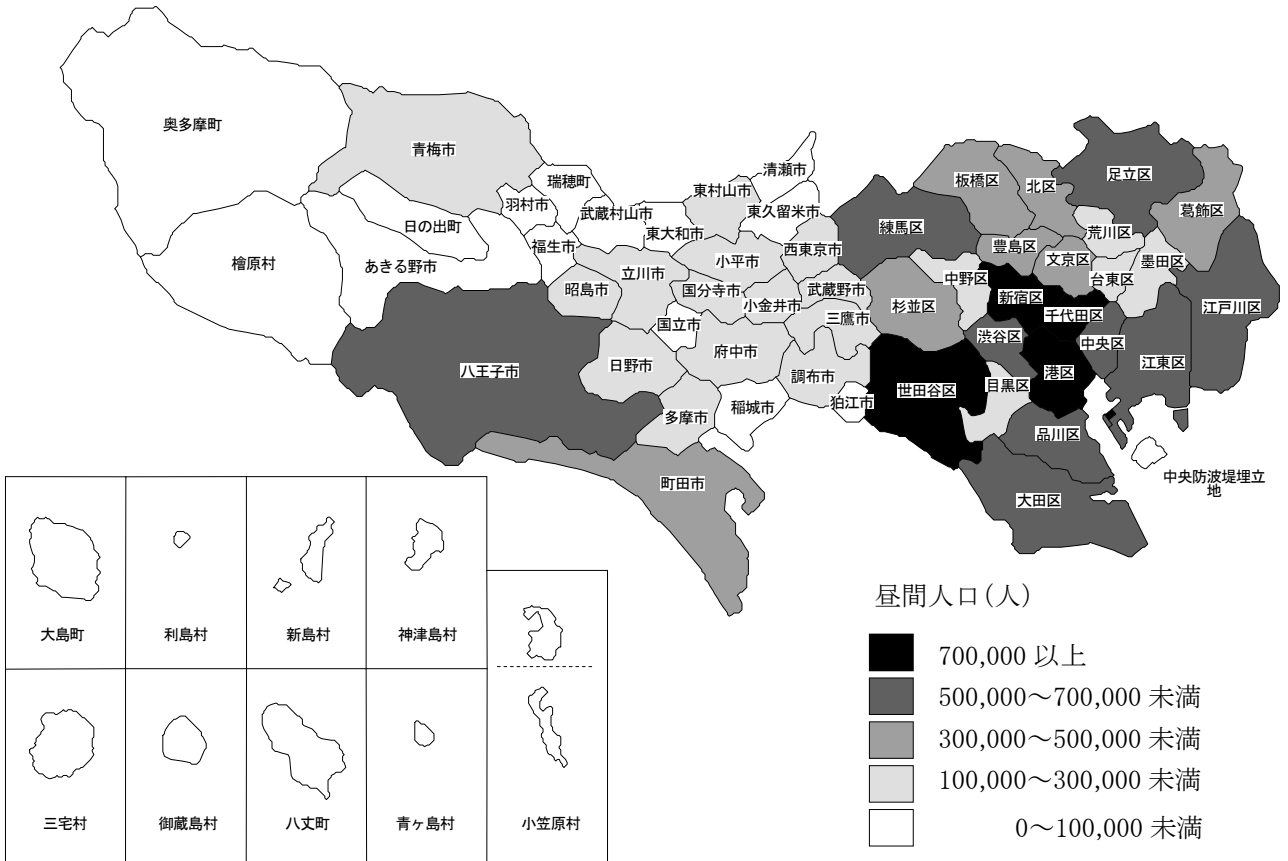 奥多摩町
青梅市
瑞穂町
羽村市
武蔵村山市
東大和市
東村山市
清瀬市
東久留米市
日の出町
福生市
あきる野市
檜原村
昭島市
立川市
小平市
西東京市
国分寺市
小金井市
武蔵野市
三鷹市
国立市
府中市
調布市
日野市
八王子市
多摩市
稲城市
狛江市
町田市
練馬区
板橋区
北区
足立区
葛飾区
荒川区
豊島区
文京区
台東区
墨田区
中野区
新宿区
千代田区
江戸川区
杉並区
渋谷区
中央区
江東区
世田谷区
目黒区
港区
品川区
大田区
中央防波堤埋立
地
大島町
利島村
新島村
神津島村
三宅村
御蔵島村
八丈町
青ヶ島村
小笠原村
昼間人口(人)
700,000 以上
500,000～700,000 未満
300,000～500,000 未満
100,000～300,000 未満
0～100,000 未満